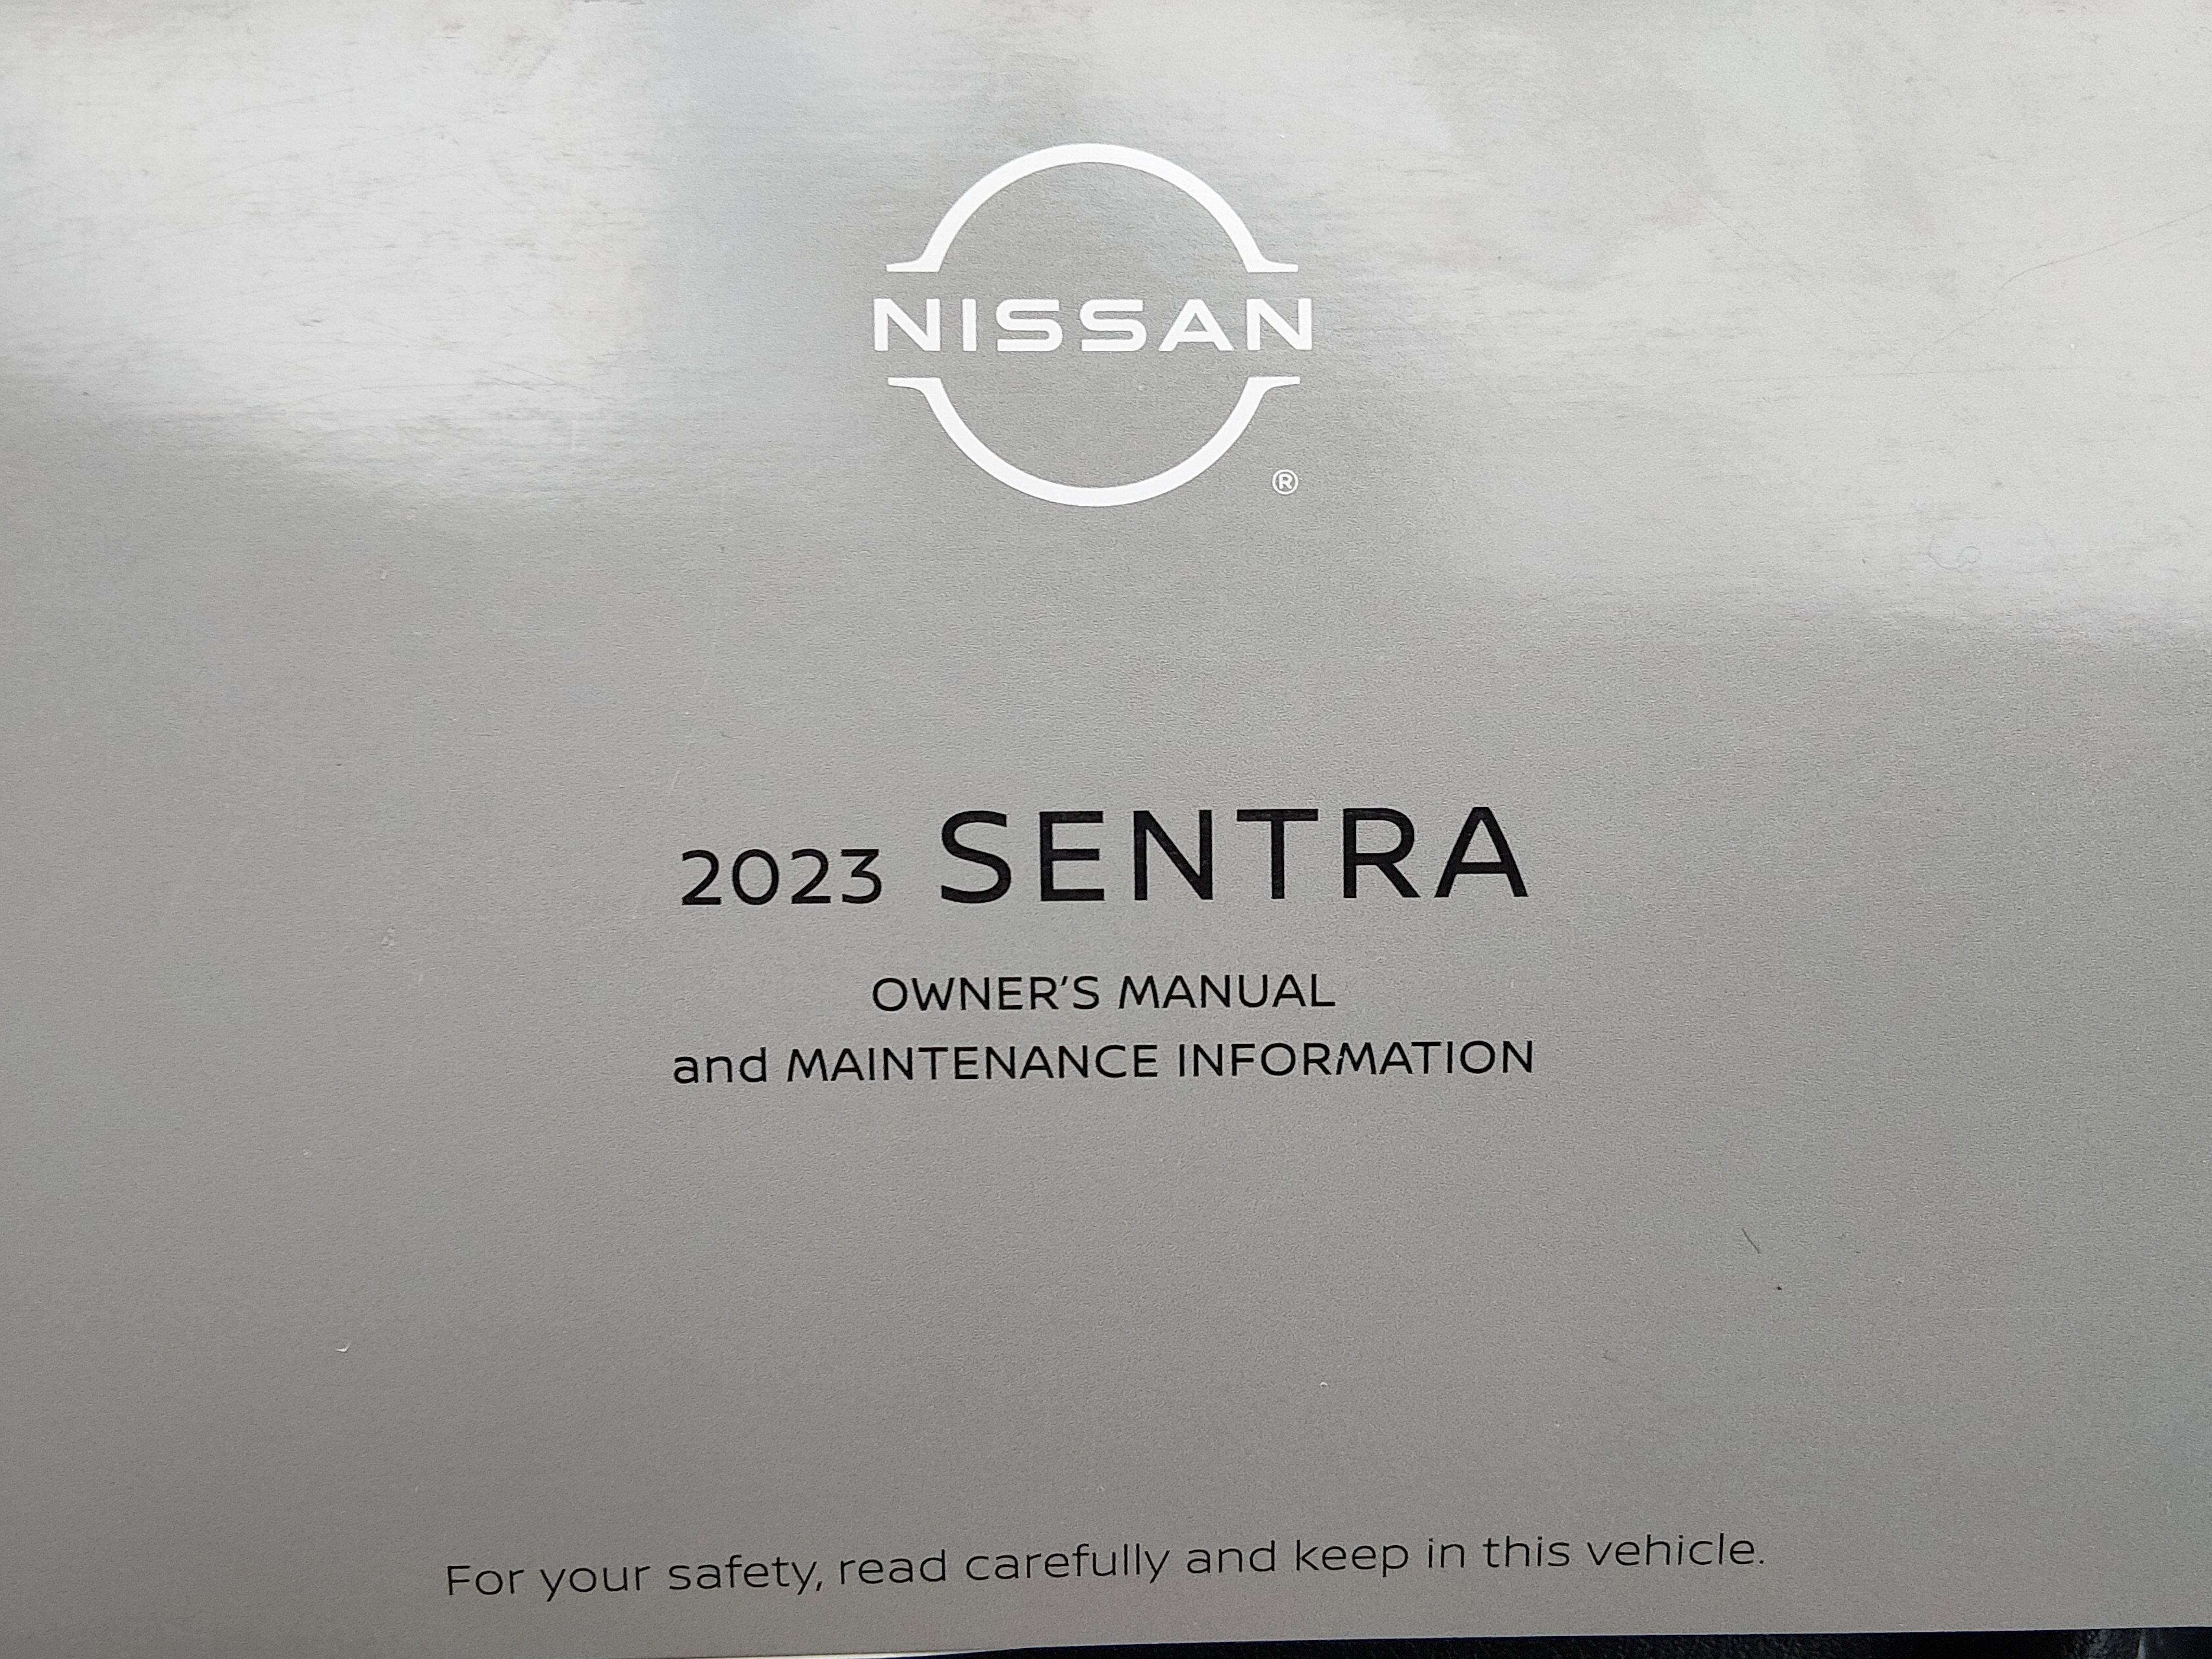 NISSAN
®
2023 SENTRA
OWNER'S MANUAL
and MAINTENANCE INFORMATION
For your safety, read carefully and keep in this vehicle.